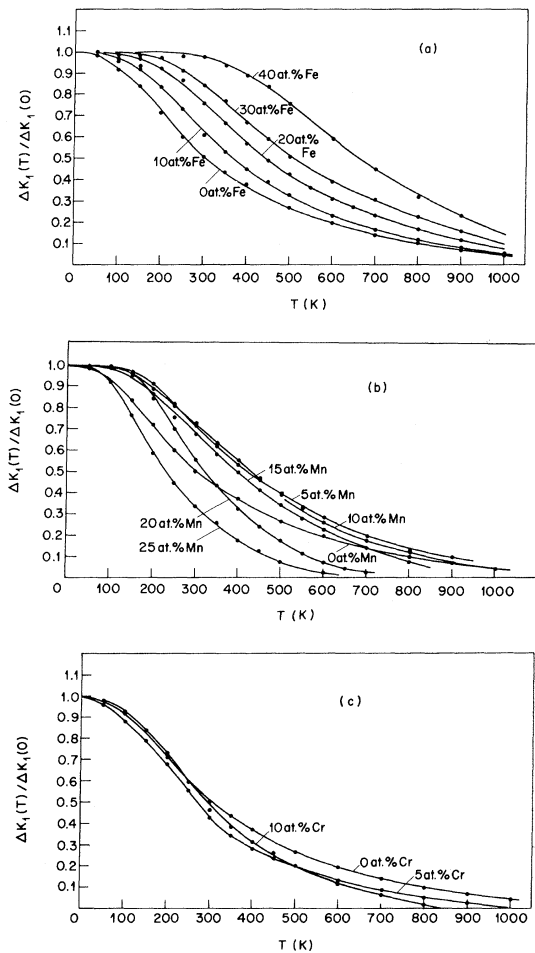 (a)
ΔK₁(T)/ΔK₁(0)
1.1
1.0
0.9
0.8
0.7
0.6
0.5
0.4
0.3
0.2
0.1
40at.%Fe
30at.%Fe
20at.%
Fe
10at.%Fe
0at.%Fe
0 100 200 300 400 500 600 700 800 900 1000
T (K)
(b)
ΔK₁(T)/ΔK₁(0)
1.0
0.9
0.8
0.7
0.6
0.5
0.4
0.3
0.2
0.1
15at.%Mn
5at.%Mn
10at.%Mn
20at.%Mn
25at.%Mn
0at.%Mn
0 100 200 300 400 500 600 700 800 900 1000
T (K)
(c)
ΔK₁(T)/ΔK₁(0)
1.1
1.0
0.9
0.8
0.7
0.6
0.5
0.4
0.3
0.2
0.1
10at.%Cr
0at.%Cr
5at.%Cr
0 100 200 300 400 500 600 700 800 900 1000
T (K)